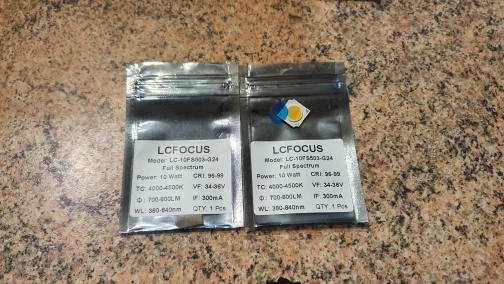 LCFOCUS
Model: LC-10FS503-G24
Full Spectrum
Power: 10 Watt CRI: 96-99
TC: 4000-4500K VF: 34-36V
Φ: 700-800LM IF: 300mA
WL: 380-840nm QTY: 1 Pcs
LCFOCUS
Model: LC-10FS503-G24
Full Spectrum
Power: 10 Watt CRI: 96-99
TC: 4000-4500K VF: 34-36V
Φ: 700-800LM IF: 300mA
WL: 380-840nm QTY: 1 Pcs